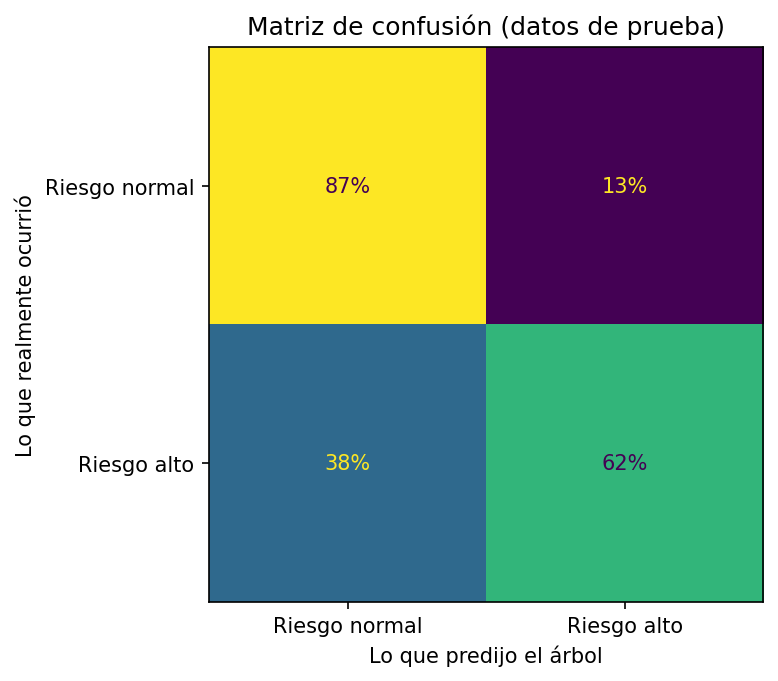 Matriz de confusión (datos de prueba)
Lo que realmente ocurrió
Riesgo normal
87%
13%
Riesgo alto
38%
62%
Riesgo normal
Riesgo alto
Lo que predijo el árbol